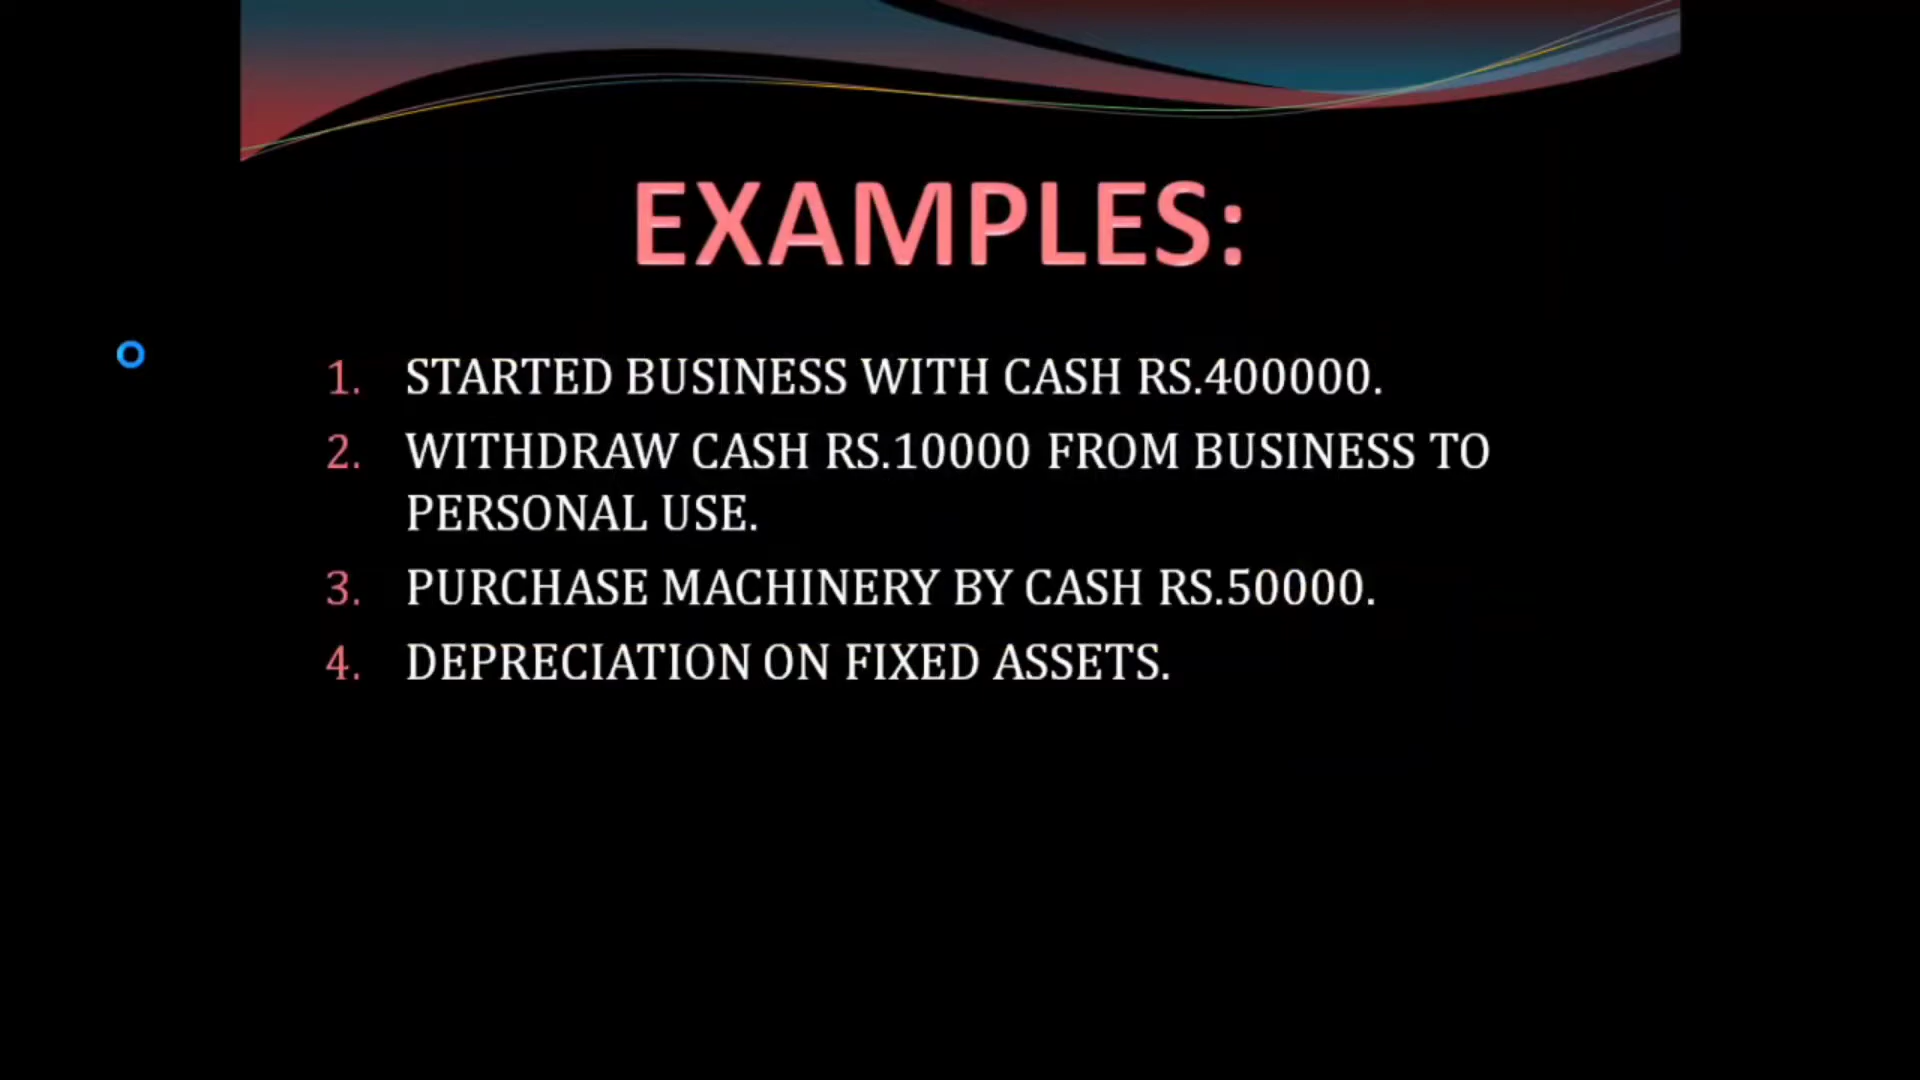 EXAMPLES:
1. STARTED BUSINESS WITH CASH RS.400000.
2. WITHDRAW CASH RS.10000 FROM BUSINESS TO
PERSONAL USE.
3. PURCHASE MACHINERY BY CASH RS.50000.
4. DEPRECIATION ON FIXED ASSETS.